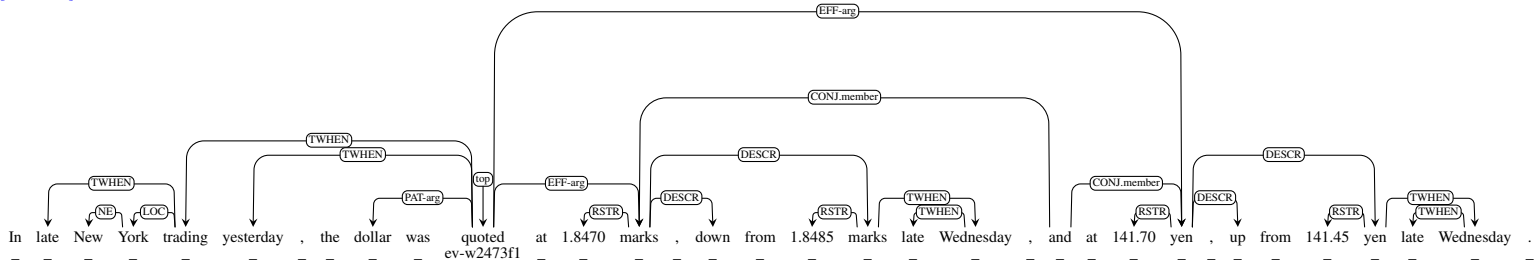 EFF-arg
CONJ.member
TWHEN
TWHEN DESCR DESCR
TWHEN top EFF-arg CONJ.member
PAT-arg DESCR TWHEN DESCR TWHEN
NE LOC RSTR RSTR TWHEN RSTR RSTR TWHEN
In late New York trading yesterday , the dollar was quoted at 1.8470 marks , down from 1.8485 marks late Wednesday , and at 141.70 yen , up from 141.45 yen late Wednesday .
_ _ _ _ _ _ _ _ _ _ ev-w2473f1 _ _ _ _ _ _ _ _ _ _ _ _ _ _ _ _ _ _ _ _ _ _ _